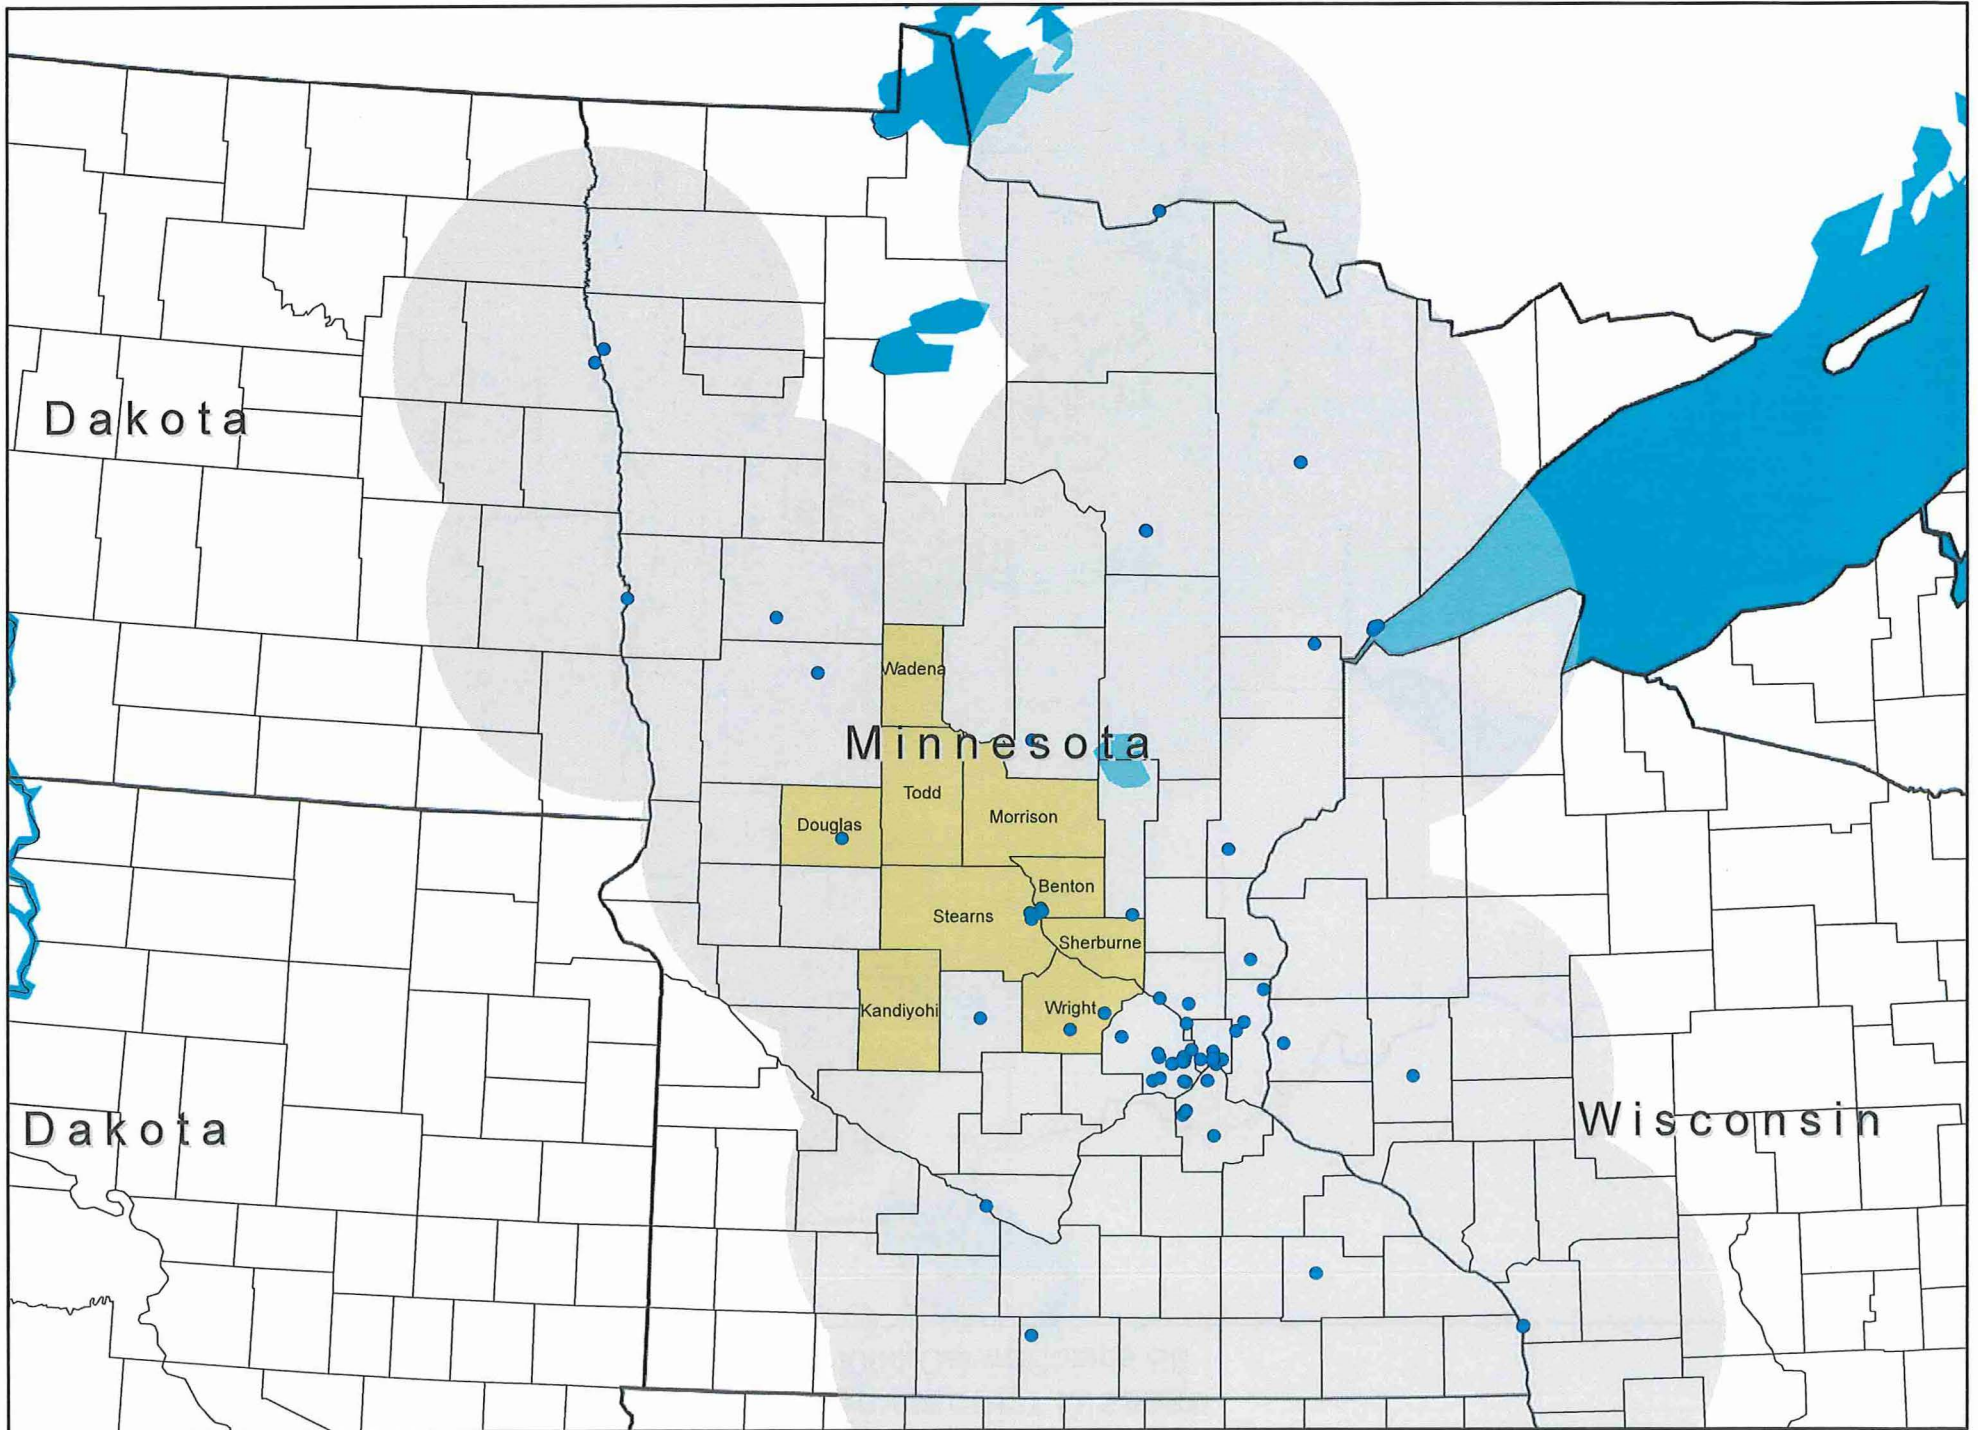 Dakota
Wadena
Minnesota
Todd
Douglas
Morrison
Benton
Stearns
Sherburne
Kandiyohi
Wright
Dakota
Wisconsin